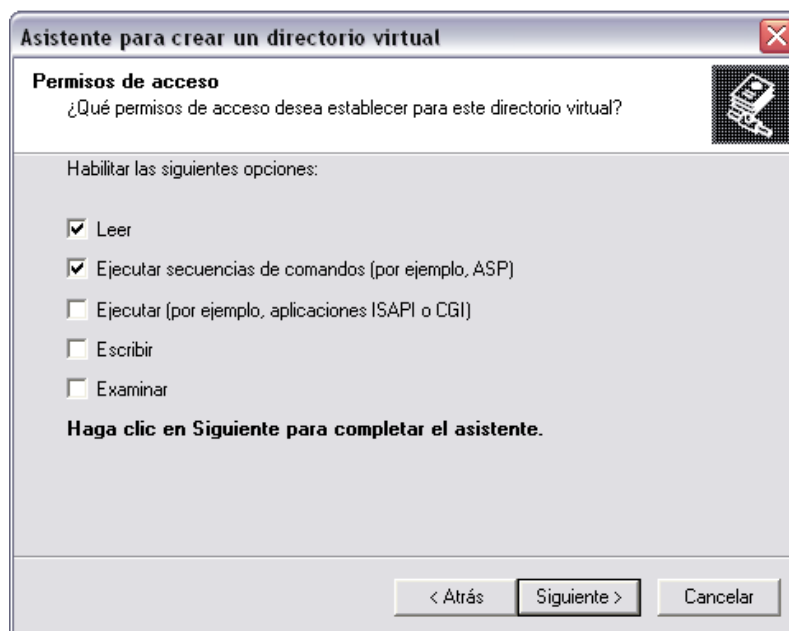 Asistente para crear un directorio virtual
Permisos de acceso
¿Qué permisos de acceso desea establecer para este directorio virtual?
Habilitar las siguientes opciones:
Leer
Ejecutar secuencias de comandos (por ejemplo, ASP)
Ejecutar (por ejemplo, aplicaciones ISAPI o CGI)
Escribir
Examinar
Haga clic en Siguiente para completar el asistente.
< Atrás Siguiente > Cancelar